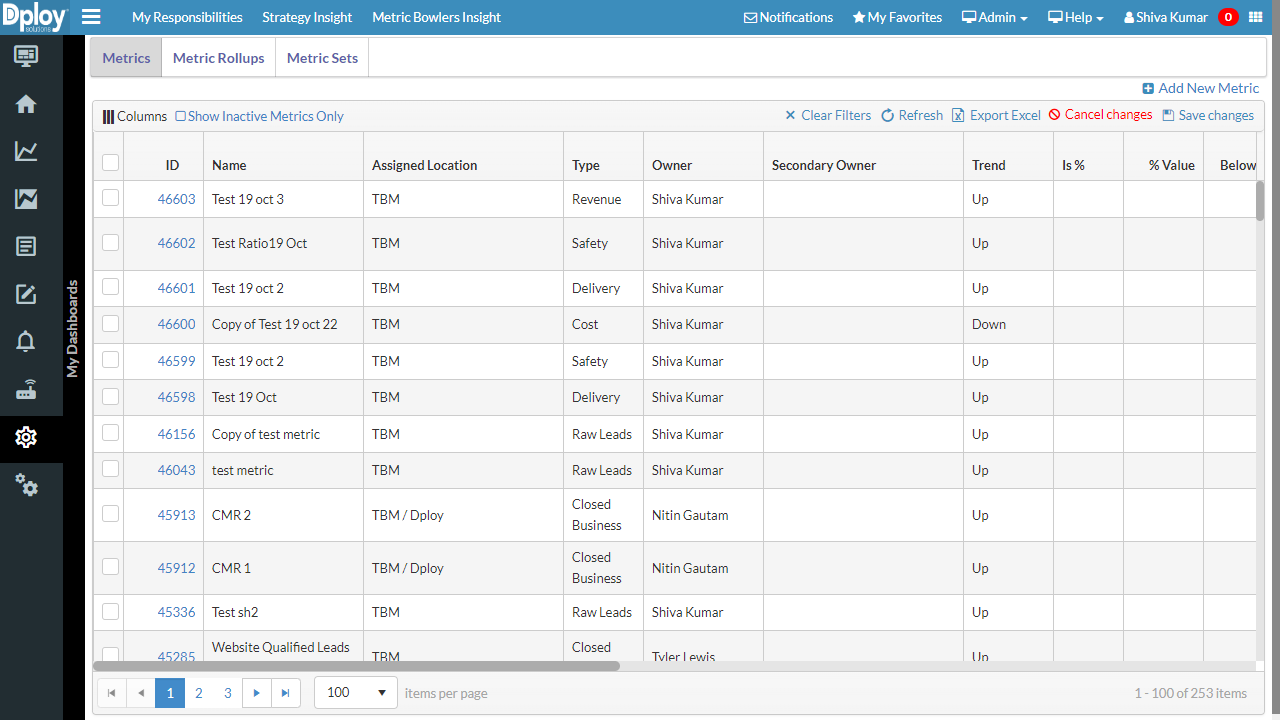 Dploy
solutions
My Responsibilities Strategy Insight Metric Bowlers Insight Notifications My Favorites Admin Help Shiva Kumar 0
Metrics Metric Rollups Metric Sets
Add New Metric
Columns Show Inactive Metrics Only Clear Filters Refresh Export Excel Cancel changes Save changes
ID Name Assigned Location Type Owner Secondary Owner Trend Is % % Value Below
46603 Test 19 oct 3 TBM Revenue Shiva Kumar Up
46602 Test Ratio19 Oct TBM Safety Shiva Kumar Up
46601 Test 19 oct 2 TBM Delivery Shiva Kumar Up
46600 Copy of Test 19 oct 22 TBM Cost Shiva Kumar Down
46599 Test 19 oct 2 TBM Safety Shiva Kumar Up
46598 Test 19 Oct TBM Delivery Shiva Kumar Up
46156 Copy of test metric TBM Raw Leads Shiva Kumar Up
46043 test metric TBM Raw Leads Shiva Kumar Up
45913 CMR 2 TBM / Dploy Closed Business Nitin Gautam Up
45912 CMR 1 TBM / Dploy Closed Business Nitin Gautam Up
45336 Test sh2 TBM Raw Leads Shiva Kumar Up
45285 Website Qualified Leads TBM Closed Tyler Lewis Up
My Dashboards
1 2 3 100 items per page 1 - 100 of 253 items